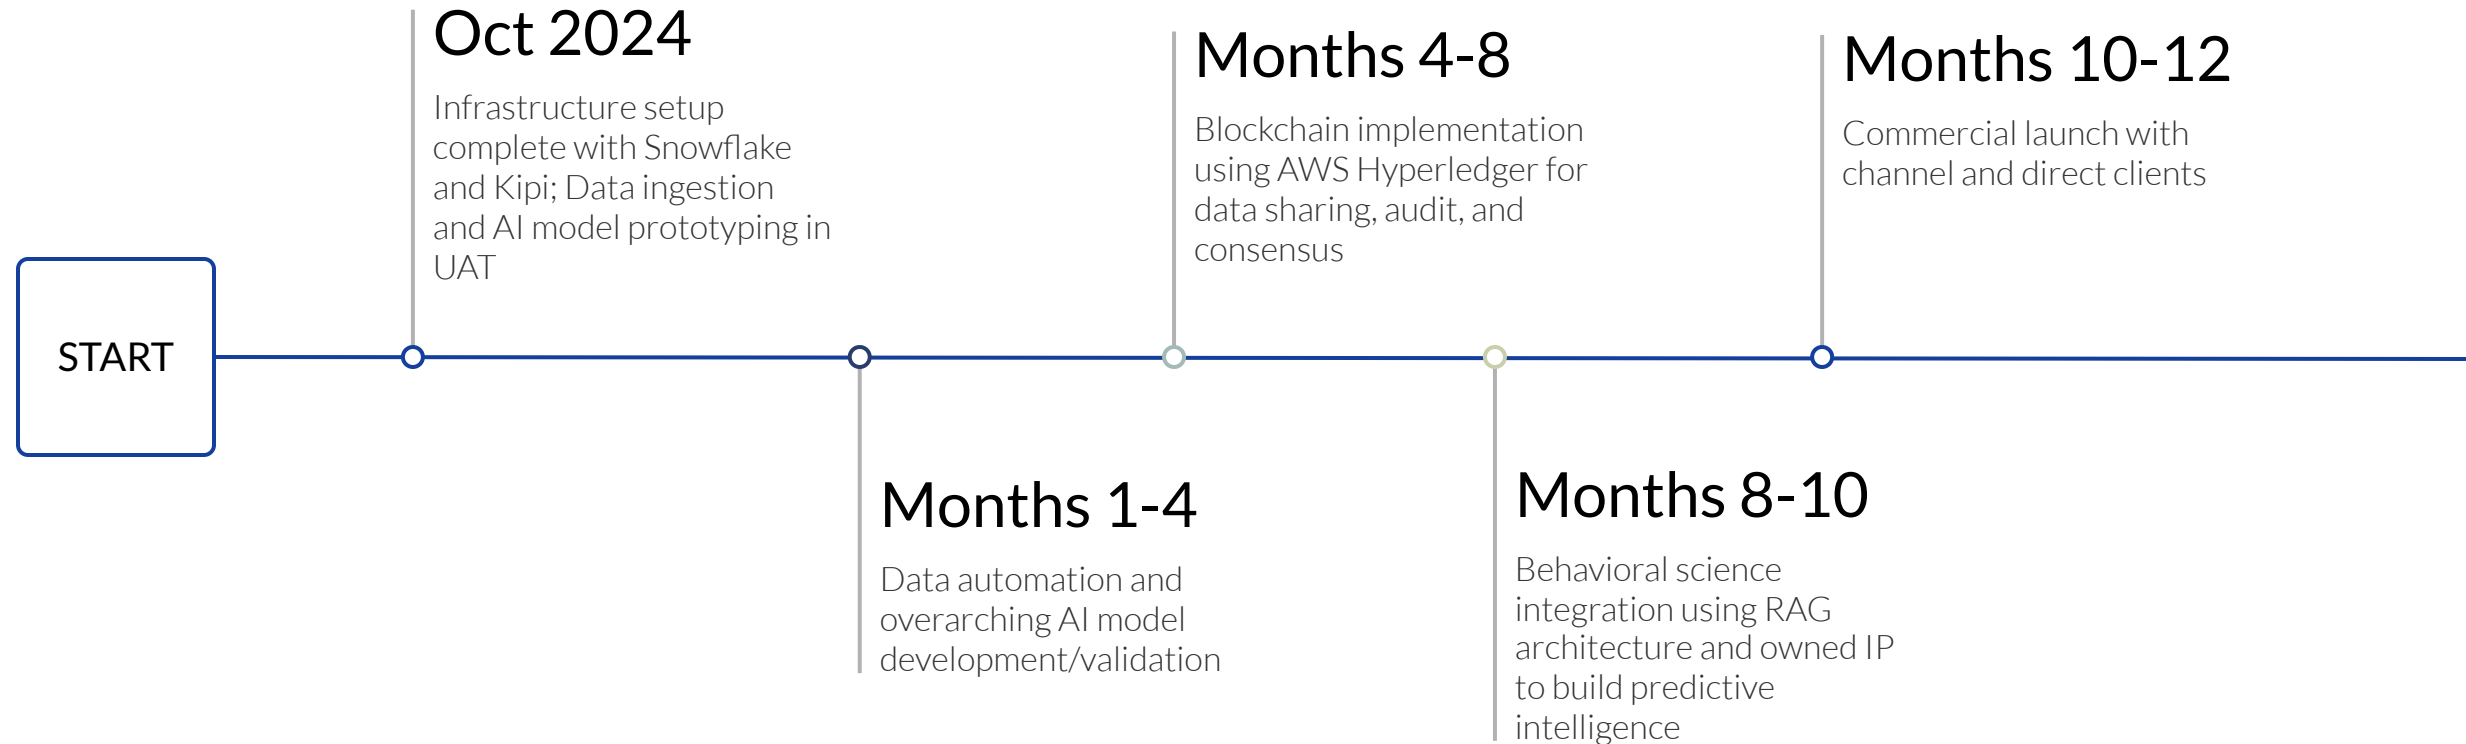 START
Oct 2024
Infrastructure setup
complete with Snowflake
and Kipi; Data ingestion
and AI model prototyping in
UAT
Months 1-4
Data automation and
overarching AI model
development/validation
Months 4-8
Blockchain implementation
using AWS Hyperledger for
data sharing, audit, and
consensus
Months 8-10
Behavioral science
integration using RAG
architecture and owned IP
to build predictive
intelligence
Months 10-12
Commercial launch with
channel and direct clients